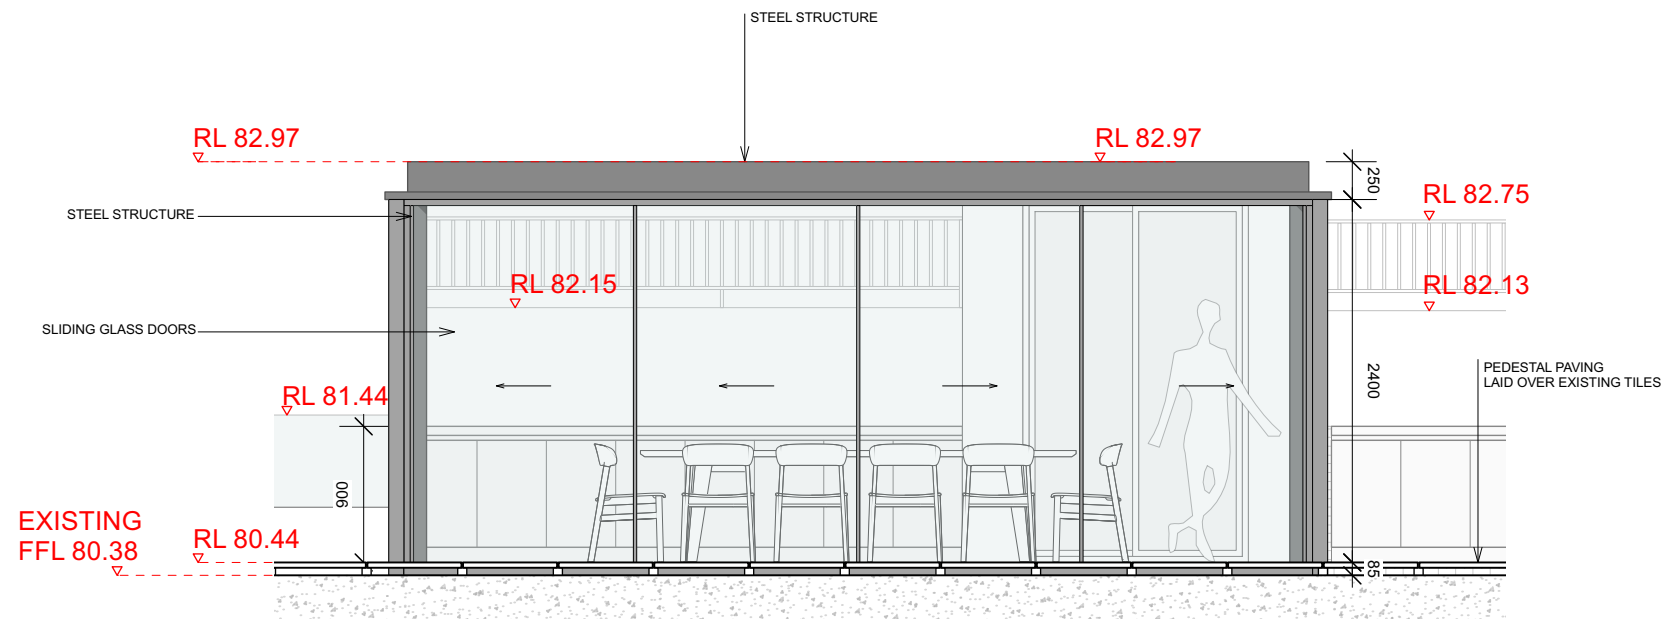 STEEL STRUCTURE
RL 82.97
RL 82.97
250
RL 82.75
STEEL STRUCTURE
RL 82.15
RL 82.13
SLIDING GLASS DOORS
2400
PEDESTAL PAVING
LAID OVER EXISTING TILES
RL 81.44
900
EXISTING
FFL 80.38
RL 80.44
85